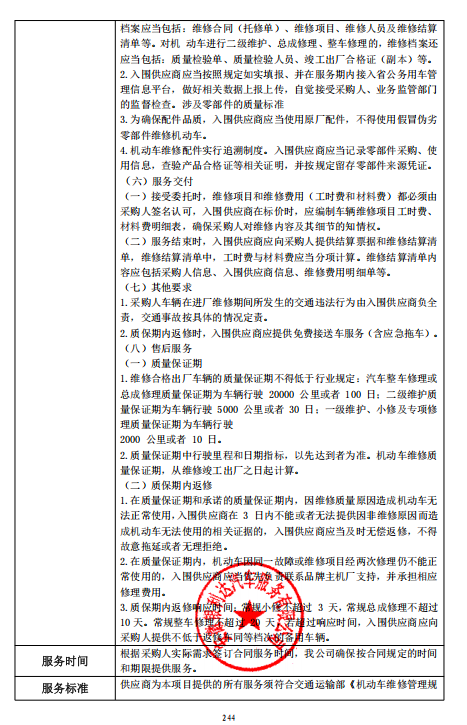 档案应当包括：维修合同（托修单）、维修项目、维修人员及维修结算
清单等。对机 动车进行二级维护、总成修理、整车修理的，维修档案还
应当包括：质量检验单、质量检验人员、竣工出厂合格证（副本）等。
2.入围供应商应当按照规定如实填报、并在服务期内接入省公务用车管
理信息平台，做好相关数据上报上传，自觉接受采购人、业务监管部门
的监督检查。涉及零部件的质量标准
3.为确保配件品质，入围供应商应当使用原厂配件，不得使用假冒伪劣
零部件维修机动车。
4.机动车维修配件实行追溯制度。入围供应商应当记录零部件采购、使
用信息，查验产品合格证等相关证明，并按规定留存零部件来源凭证。
（六）服务交付
（一）接受委托时，维修项目和维修费用（工时费和材料费）都必须由
采购人签名认可，入围供应商在标价时，应编制车辆维修项目工时费、
材料费明细表，确保采购人对维修内容及其细节的知情权。
（二）服务结束时，入围供应商应向采购人提供结算票据和维修结算清
单，维修结算清单中，工时费与材料费应当分项计算。维修结算清单内
容应包括采购人信息、入围供应商信息、维修费用明细单等。
（七）其他要求
1.采购人车辆在进厂维修期间所发生的交通违法行为由入围供应商负全
责，交通事故按具体的情况定责。
2.质保期内返修时，入围供应商应提供免费接送车服务（含应急拖车）。
（八）售后服务
（一）质量保证期
1.维修合格出厂车辆的质量保证期不得低于行业规定：汽车整车修理或
总成修理质量保证期为车辆行驶 20000 公里或者 100 日；二级维护质
量保证期为车辆行驶 5000 公里或者 30 日；一级维护、小修及专项修
理质量保证期为车辆行驶
2000 公里或者 10 日。
2.质量保证期中行驶里程和日期指标，以先达到者为准。机动车维修质
量保证期，从维修竣工出厂之日起计算。
（二）质保期内返修
1.在质量保证期和承诺的质量保证期内，因维修质量原因造成机动车无
法正常使用，入围供应商在 3 日内不能或者无法提供因非维修原因而造
成机动车无法使用的相关证据的，入围供应商应当及时无偿返修，不得
故意拖延或者无理拒绝。
2.在质量保证期内，机动车因同一故障或维修项目经两次修理仍不能正
常使用的，入围供应商应当优先负责联系品牌主机厂支持，并承担相应
修理费用。
3.质保期内返修响应时间：常规小修不超过 3 天，常规总成修理不超过
10 天。常规整车修理不超过 20 天；若超过响应时间，入围供应商应向
采购人提供不低于返修车同等档次的备用车辆。
服务时间
根据采购人实际需求签订合同服务时间，我公司确保按合同规定的时间
和期限提供服务。
服务标准
供应商为本项目提供的所有服务须符合交通运输部《机动车维修管理规
244